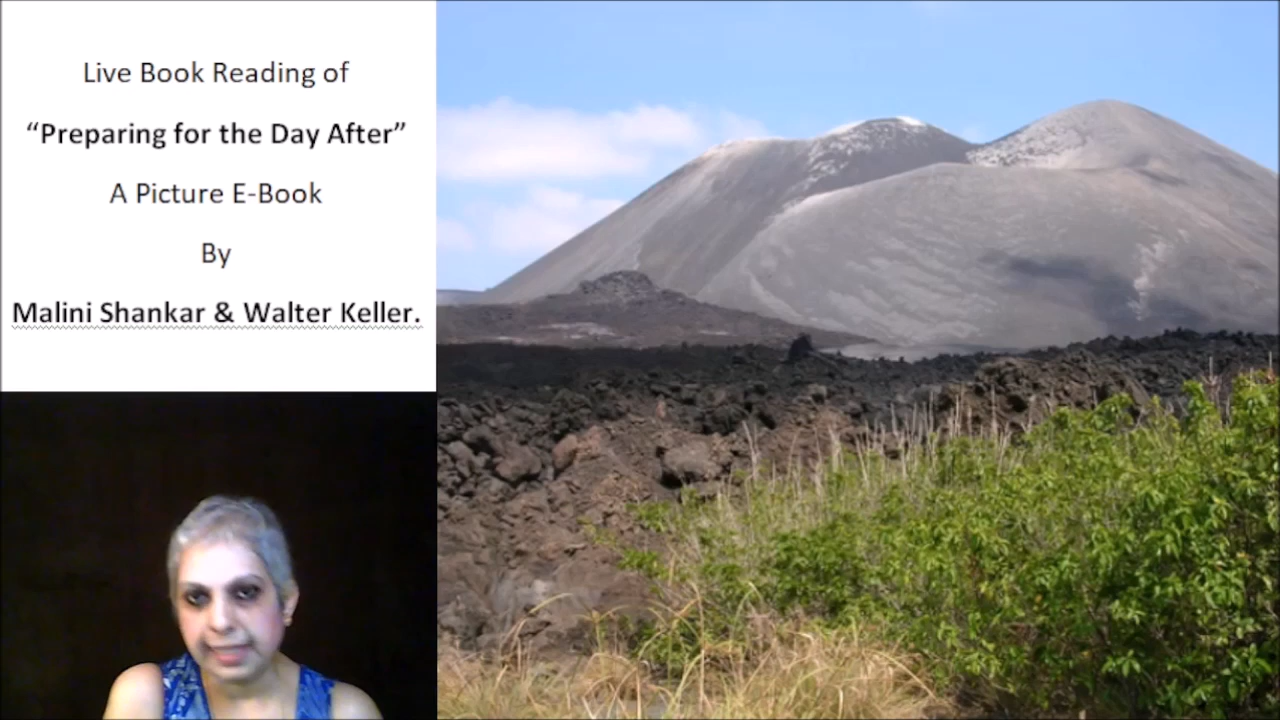 Live Book Reading of
“Preparing for the Day After”
A Picture E-Book
By
Malini Shankar & Walter Keller.